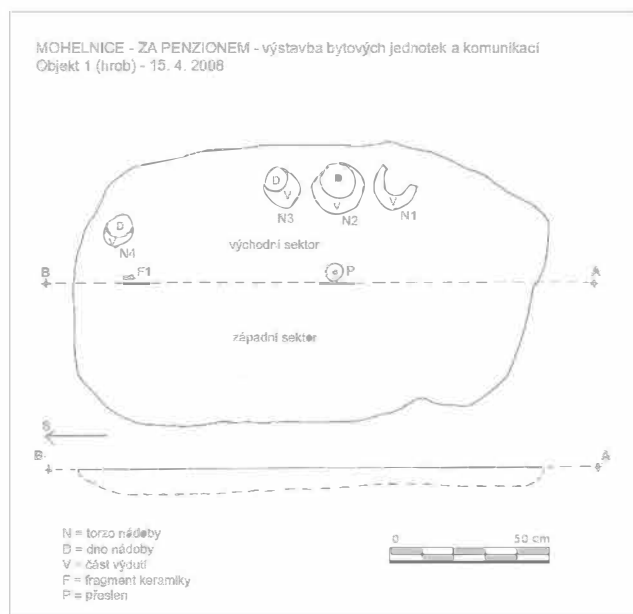 MOHELNICE - ZA PENZIONEM - výstavba bytových jednotek a komunikací
Objekt 1 (hrob) - 15. 4. 2008
D
V
N3
V
N2
V
N1
D
V
N4
východní sektor
B
F1
P
A
západní sektor
S
B
A
N = torzo nádoby
D = dno nádoby
V = část výdutí
F = fragment keramiky
P = přeslen
0 50 cm